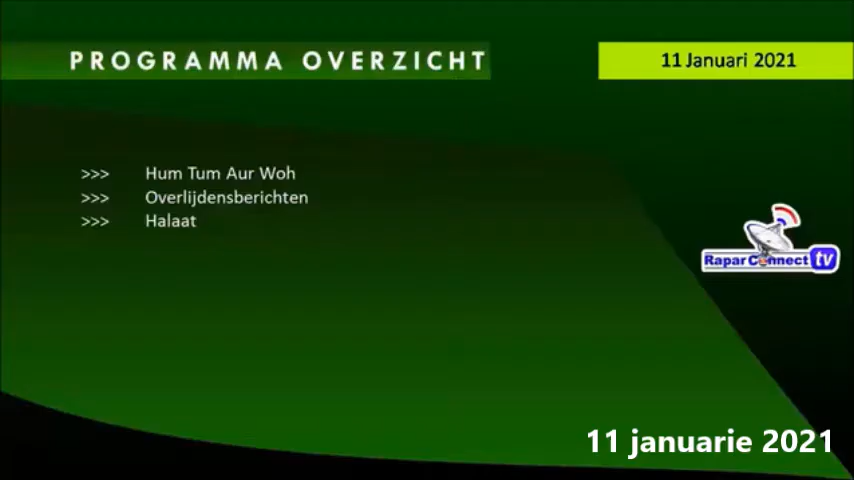 PROGRAMMA OVERZICHT
11 Januari 2021
>>> Hum Tum Aur Woh
>>> Overlijdensberichten
>>> Halaat
RaparConnect tv
11 januarie 2021